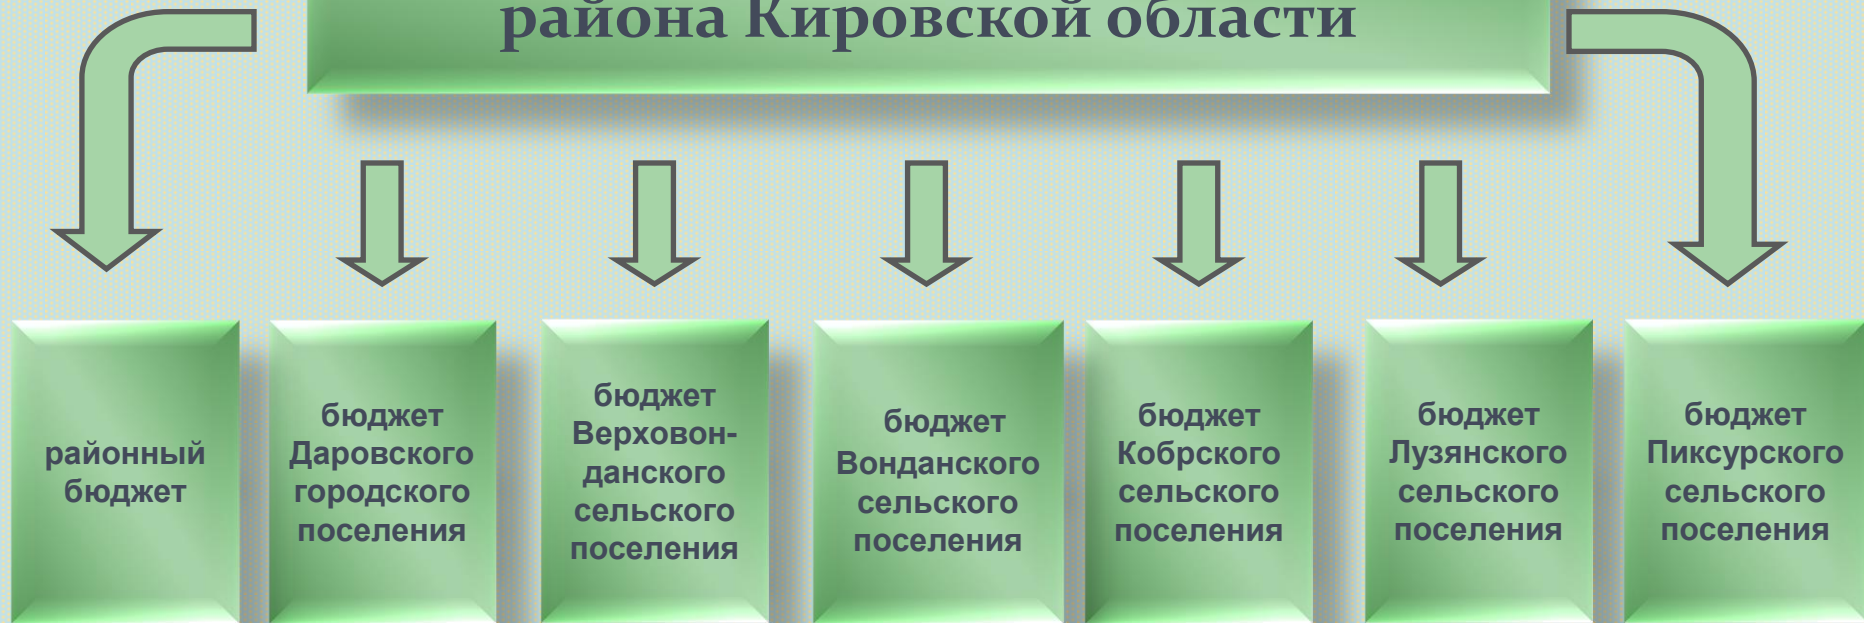 района Кировской области
районный
бюджет
бюджет
Даровского
городского
поселения
бюджет
Верховон-
данского
сельского
поселения
бюджет
Вонданского
сельского
поселения
бюджет
Кобрского
сельского
поселения
бюджет
Лузянского
сельского
поселения
бюджет
Пиксурского
сельского
поселения